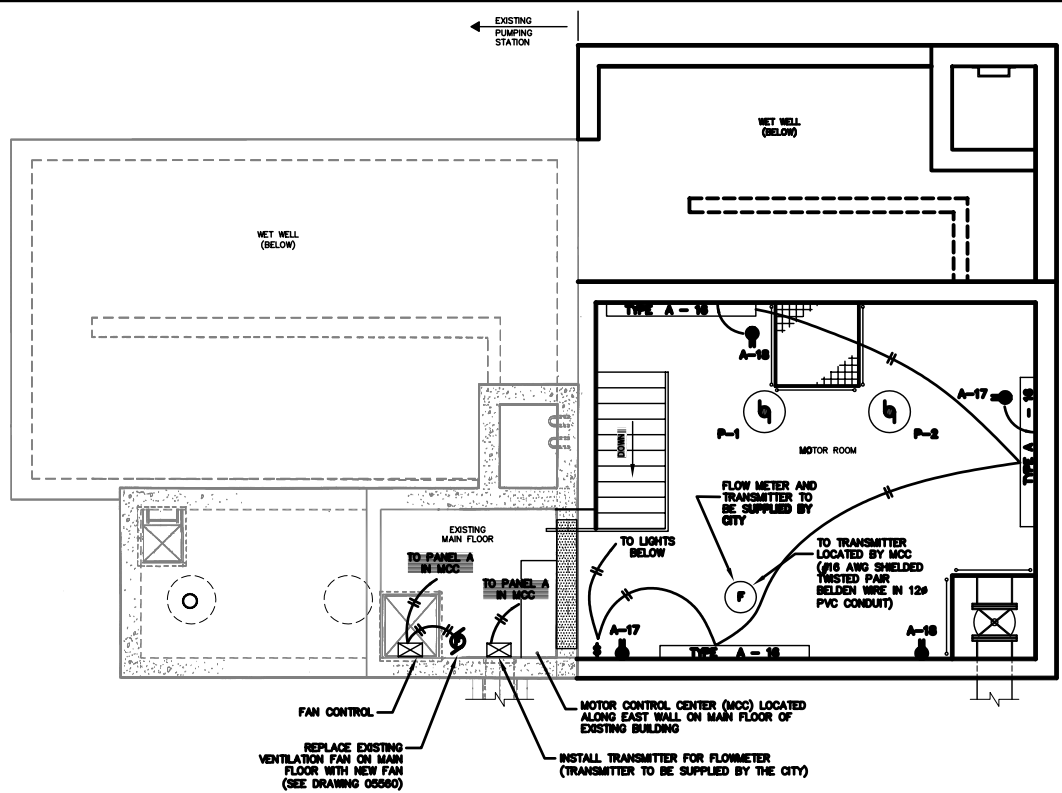 EXISTING
PUMPING
STATION
WET WELL
(BELOW)
WET WELL
(BELOW)
TYPE A - 16
A-18
A-17
TYPE A - 16
P-1
P-2
MOTOR ROOM
DOWN
FLOW METER AND
TRANSMITTER TO
BE SUPPLIED BY
CITY
EXISTING
MAIN FLOOR
TO PANEL A
IN MCC
TO PANEL A
IN MCC
TO LIGHTS
BELOW
TO TRANSMITTER
LOCATED BY MCC
(#16 AWG SHIELDED
TWISTED PAIR
BELDEN WIRE IN 12ø
PVC CONDUIT)
F
A-17
A-18
$
TYPE A - 16
FAN CONTROL
MOTOR CONTROL CENTER (MCC) LOCATED
ALONG EAST WALL ON MAIN FLOOR OF
EXISTING BUILDING
REPLACE EXISTING
VENTILATION FAN ON MAIN
FLOOR WITH NEW FAN
(SEE DRAWING 05560)
INSTALL TRANSMITTER FOR FLOWMETER
(TRANSMITTER TO BE SUPPLIED BY THE CITY)